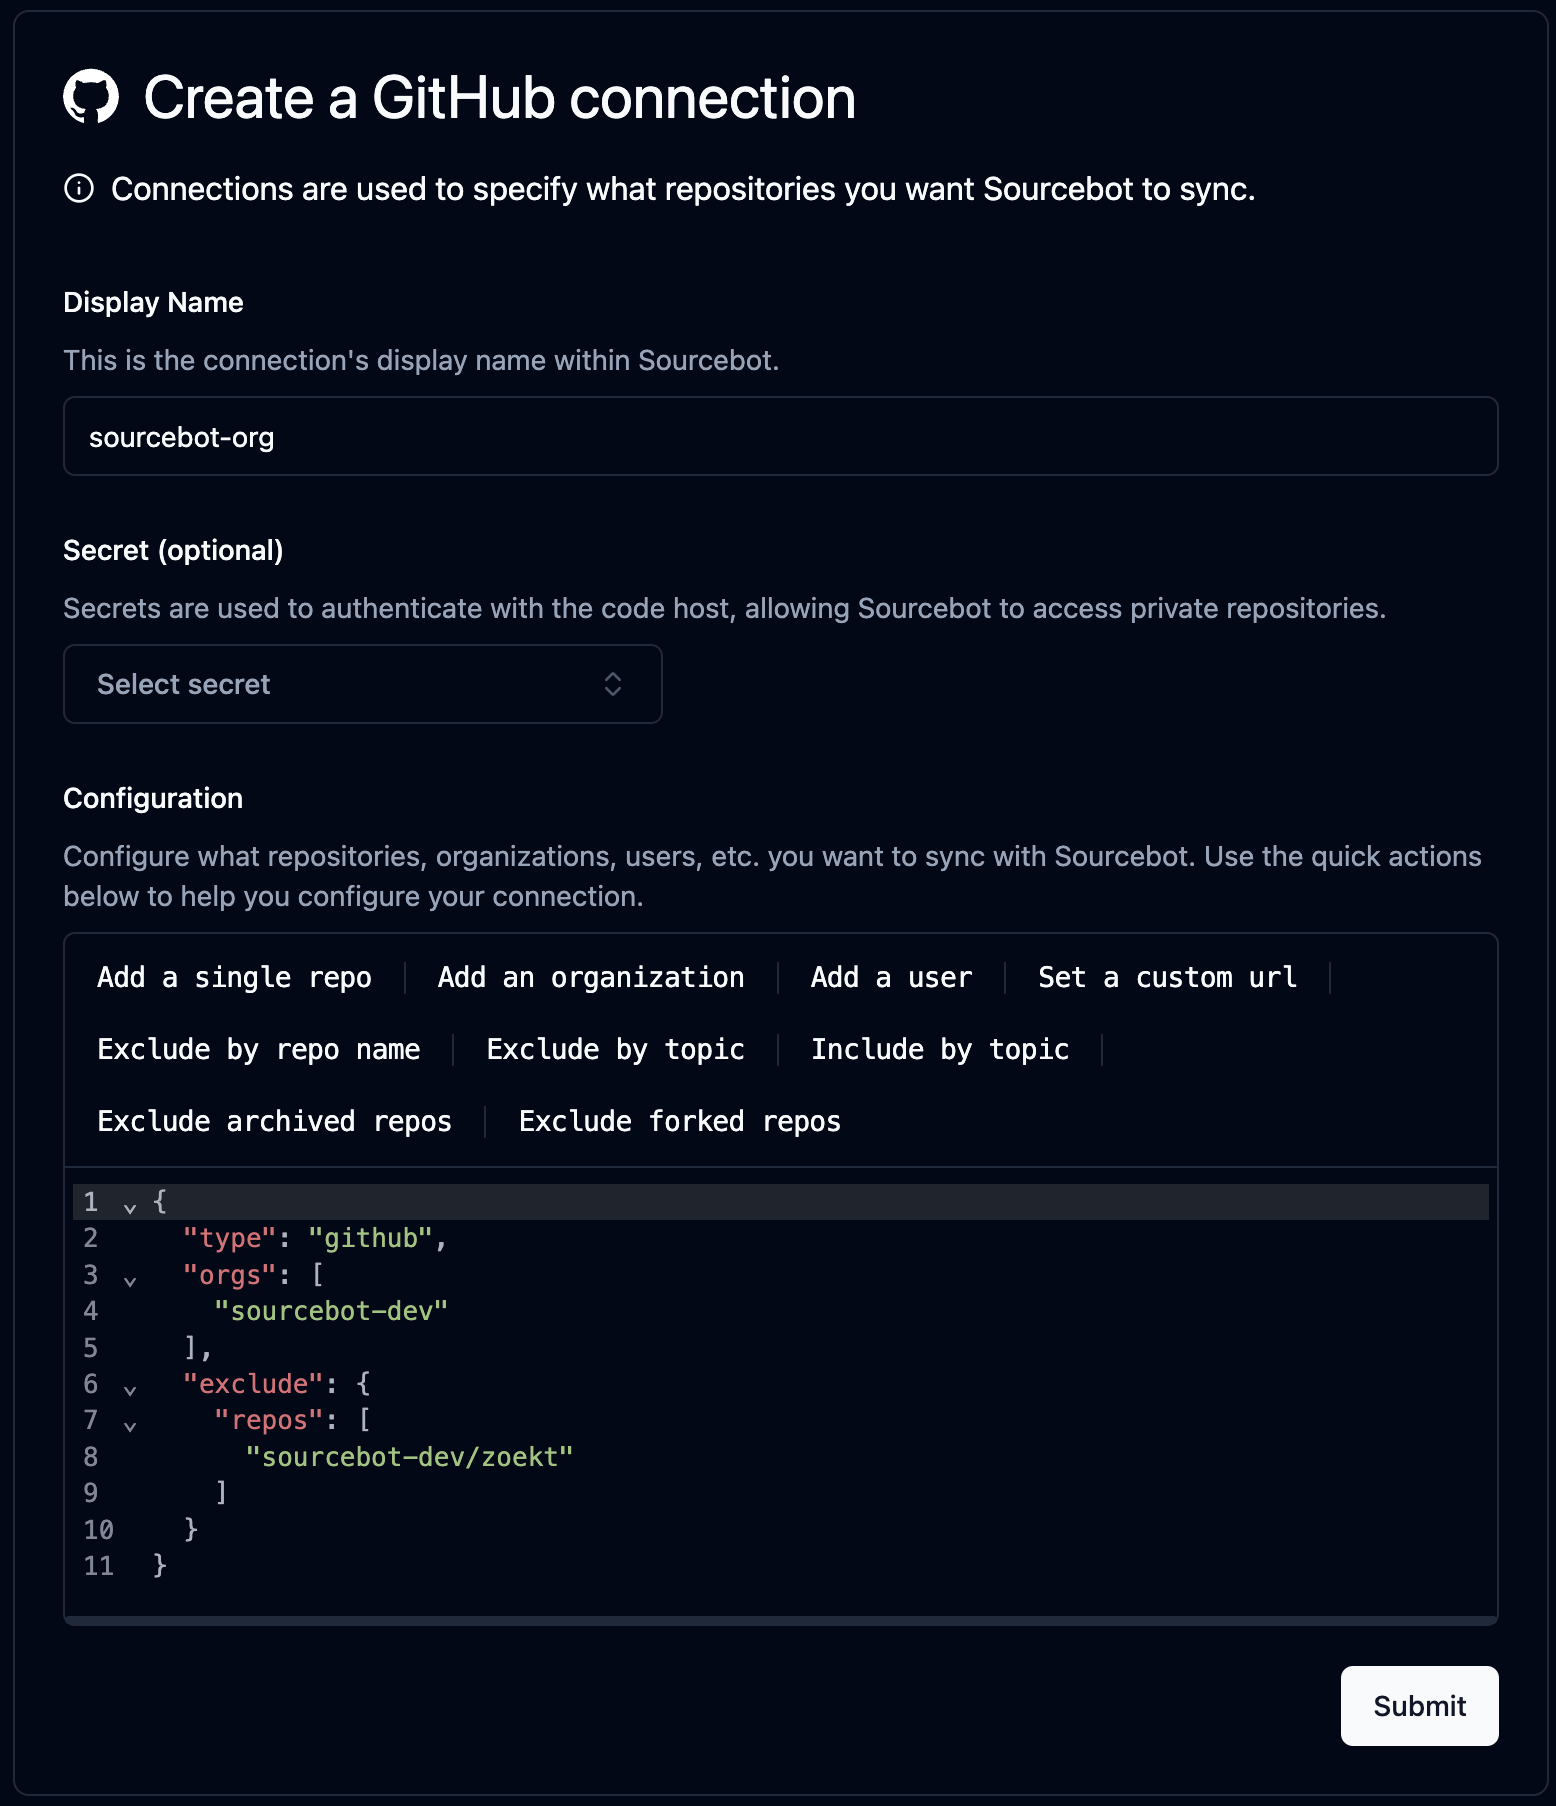 Create a GitHub connection
Connections are used to specify what repositories you want Sourcebot to sync.
Display Name
This is the connection's display name within Sourcebot.
sourcebot-org
Secret (optional)
Secrets are used to authenticate with the code host, allowing Sourcebot to access private repositories.
Select secret
Configuration
Configure what repositories, organizations, users, etc. you want to sync with Sourcebot. Use the quick actions
below to help you configure your connection.
Add a single repo | Add an organization | Add a user | Set a custom url |
Exclude by repo name | Exclude by topic | Include by topic |
Exclude archived repos | Exclude forked repos
1 {
2   "type": "github",
3   "orgs": [
4     "sourcebot-dev"
5   ],
6   "exclude": {
7     "repos": [
8       "sourcebot-dev/zoekt"
9     ]
10   }
11 }
Submit